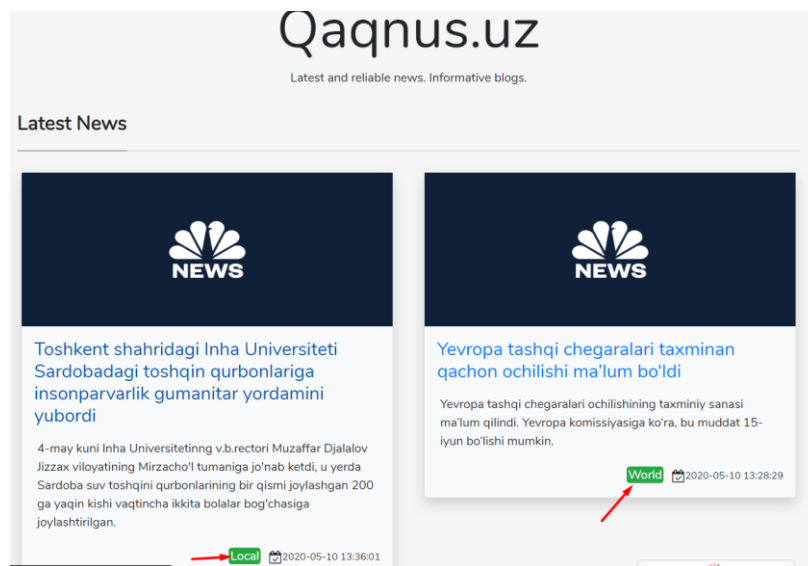 Qaqnus.uz
Latest and reliable news. Informative blogs.
Latest News
NEWS
Toshkent shahridagi Inha Universiteti
Sardobadagi toshqin qurbonlariga
insonparvarlik gumanitar yordamini
yubordi
4-may kuni Inha Universitetinng v.b.rectori Muzaffar Djalalov
Jizzax viloyatining Mirzacho'l tumaniga jo'nab ketdi, u yerda
Sardoba suv toshqini qurbonlarining bir qismi joylashgan 200
ga yaqin kishi vaqtincha ikkita bolalar bog'chasiga
joylashtirilgan.
Local 2020-05-10 13:36:01
NEWS
Yevropa tashqi chegaralari taxminan
qachon ochilishi ma’lum bo‘ldi
Yevropa tashqi chegaralari ochilishining taxminiy sanasi
ma’lum qilindi. Yevropa komissiyasiga ko‘ra, bu muddat 15-
iyun bo‘lishi mumkin.
World 2020-05-10 13:28:29